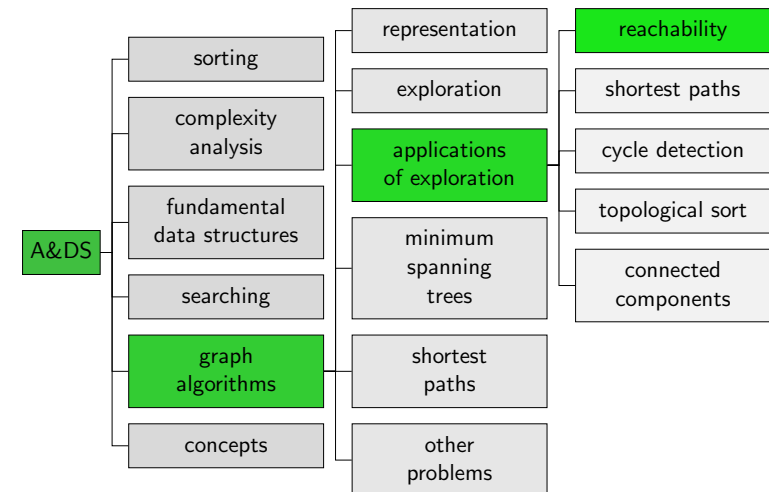 A&DS
sorting
complexity
analysis
fundamental
data structures
searching
graph
algorithms
concepts
representation
exploration
applications
of exploration
minimum
spanning
trees
shortest
paths
other
problems
reachability
shortest paths
cycle detection
topological sort
connected
components